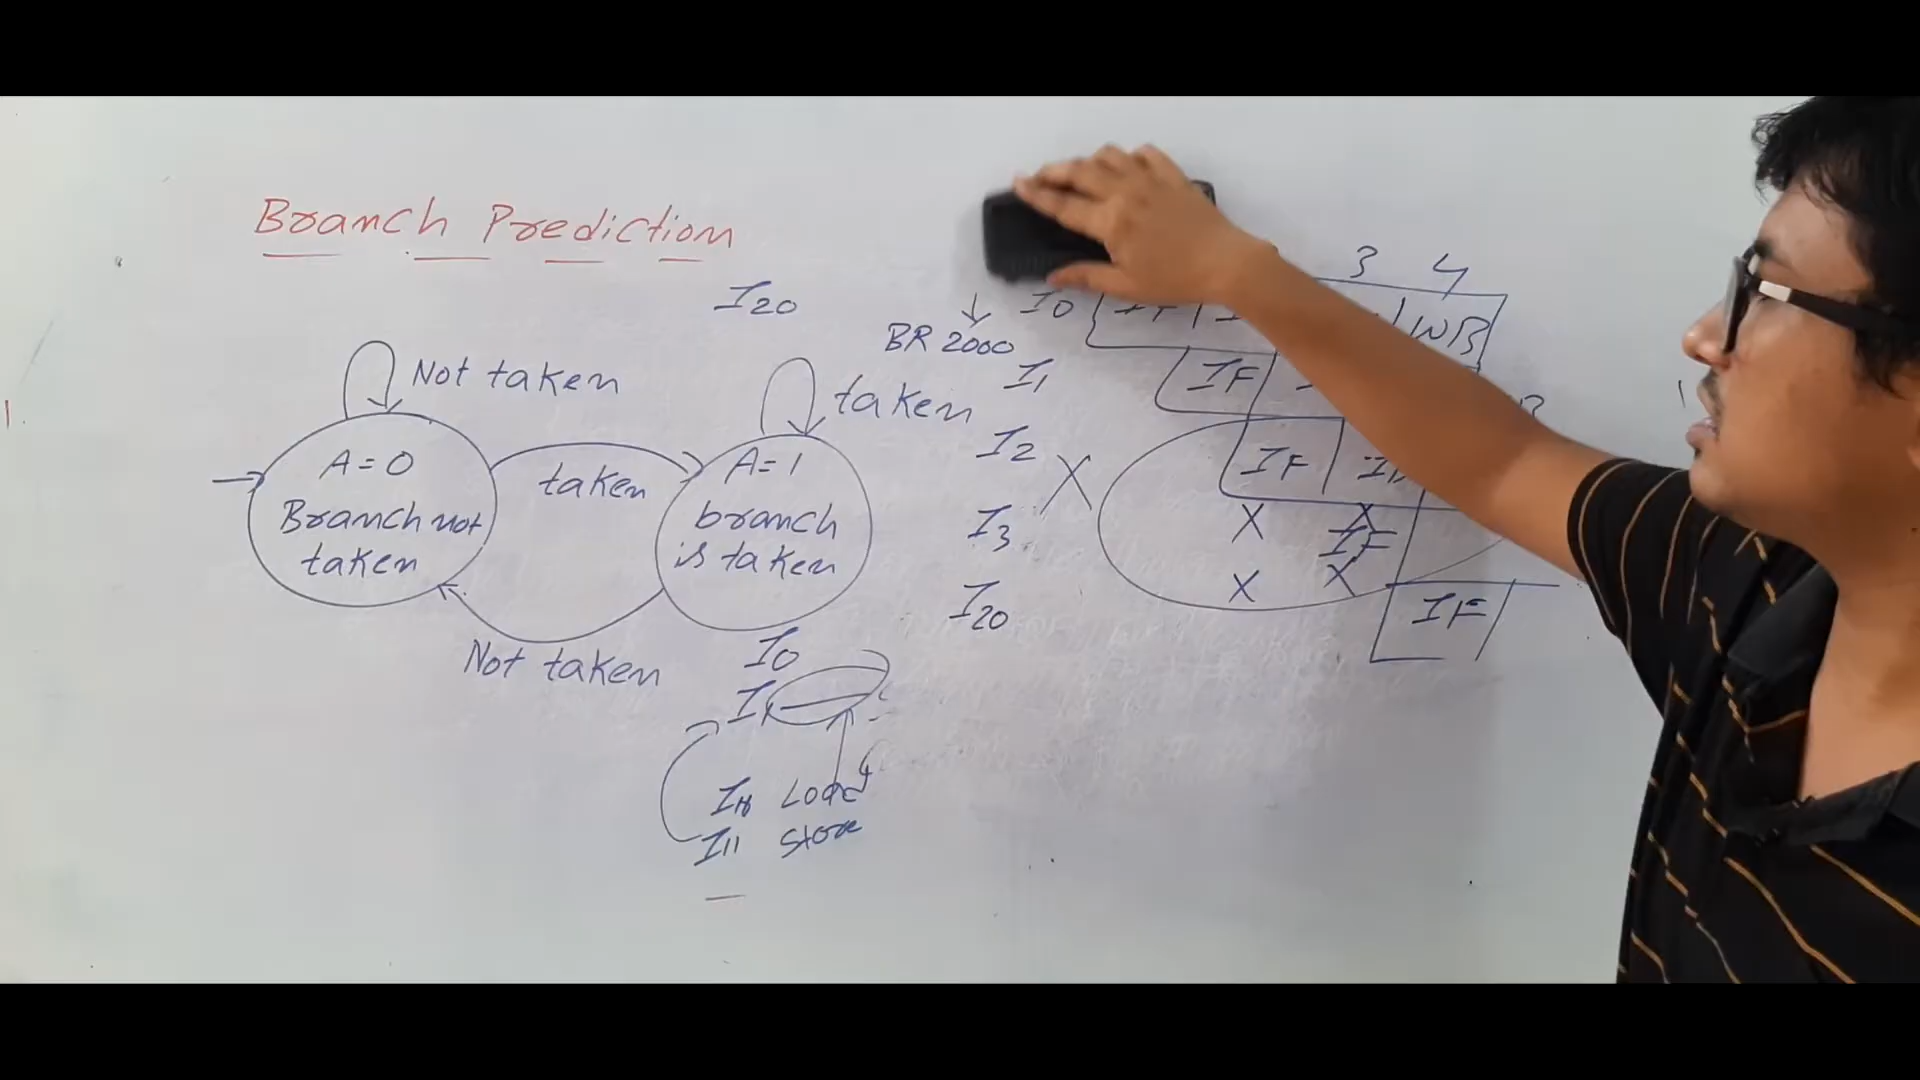 Branch Prediction
I20
Not taken
taken
A=0
Branch not
taken
taken
A=1
branch
is taken
Not taken
I0
I1
Load
I11 store
3 4
I0 IF WB
BR 2000
I1 IF
I2 X IF
I3 X X
IF
X X
I20 IF
1.